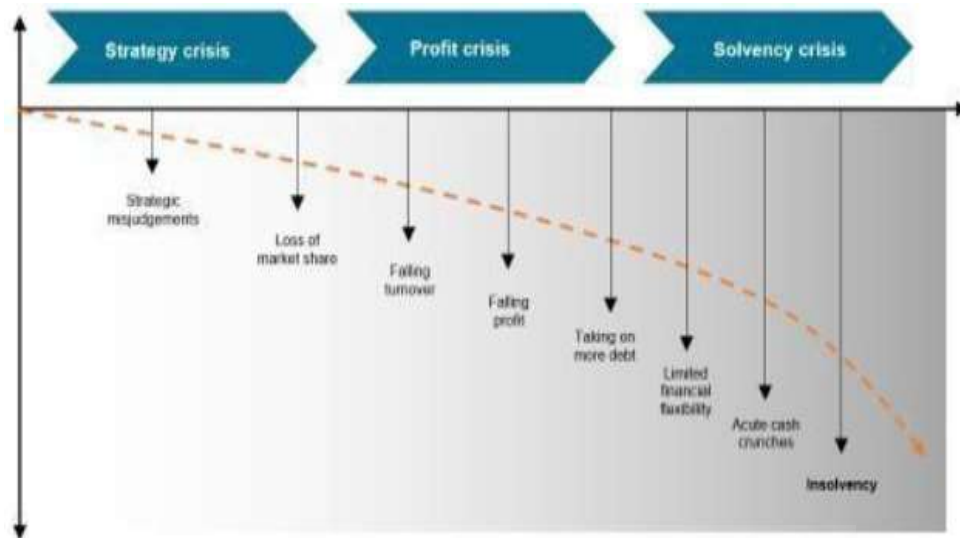 Strategy crisis
Profit crisis
Solvency crisis
Strategic
misjudgements
Loss of
market share
Falling
turnover
Falling
profit
Taking on
more debt
Limited
financial
flexibility
Acute cash
crunches
Insolvency